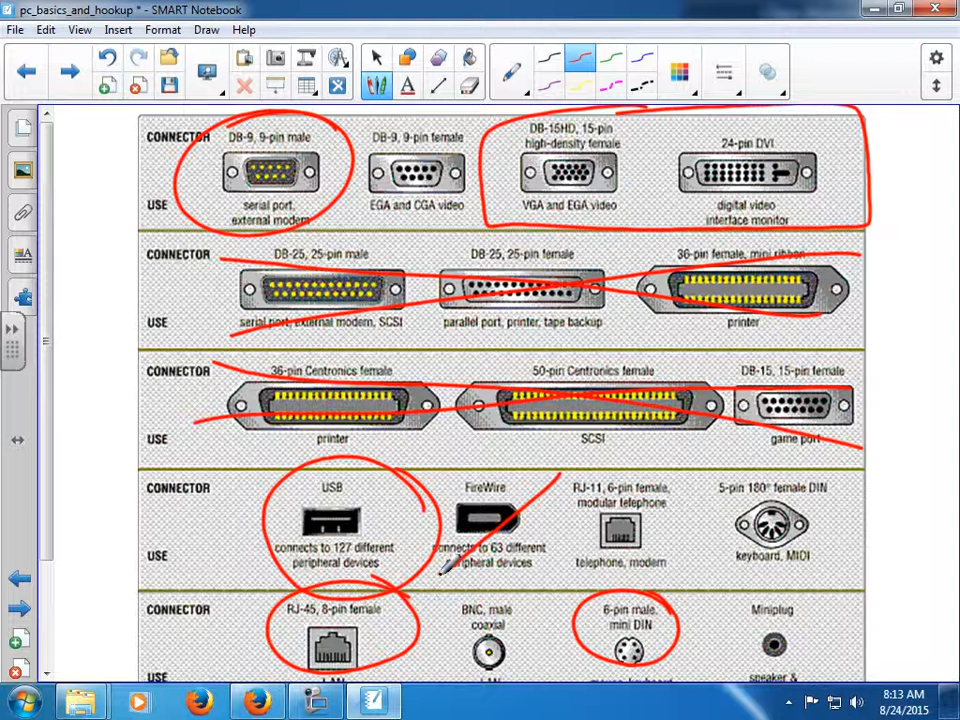 pc_basics_and_hookup * - SMART Notebook
File Edit View Insert Format Draw Help
CONNECTOR DB-9, 9-pin male DB-9, 9-pin female DB-15HD, 15-pin high-density female 24-pin DVI
USE serial port, external modem EGA and CGA video VGA and EGA video digital video interface monitor
CONNECTOR DB-25, 25-pin male DB-25, 25-pin female 36-pin female, mini ribbon
USE serial port, external modem, SCSI parallel port, printer, tape backup printer
CONNECTOR 36-pin Centronics female 50-pin Centronics female DB-15, 15-pin female
USE printer SCSI game port
CONNECTOR USB FireWire RJ-11, 6-pin female, modular telephone 5-pin 180° female DIN
USE connects to 127 different peripheral devices connects to 63 different peripheral devices telephone, modem keyboard, MIDI
CONNECTOR RJ-45, 8-pin female BNC, male coaxial 6-pin male, mini DIN Miniplug
USE speaker &
8:13 AM
8/24/2015